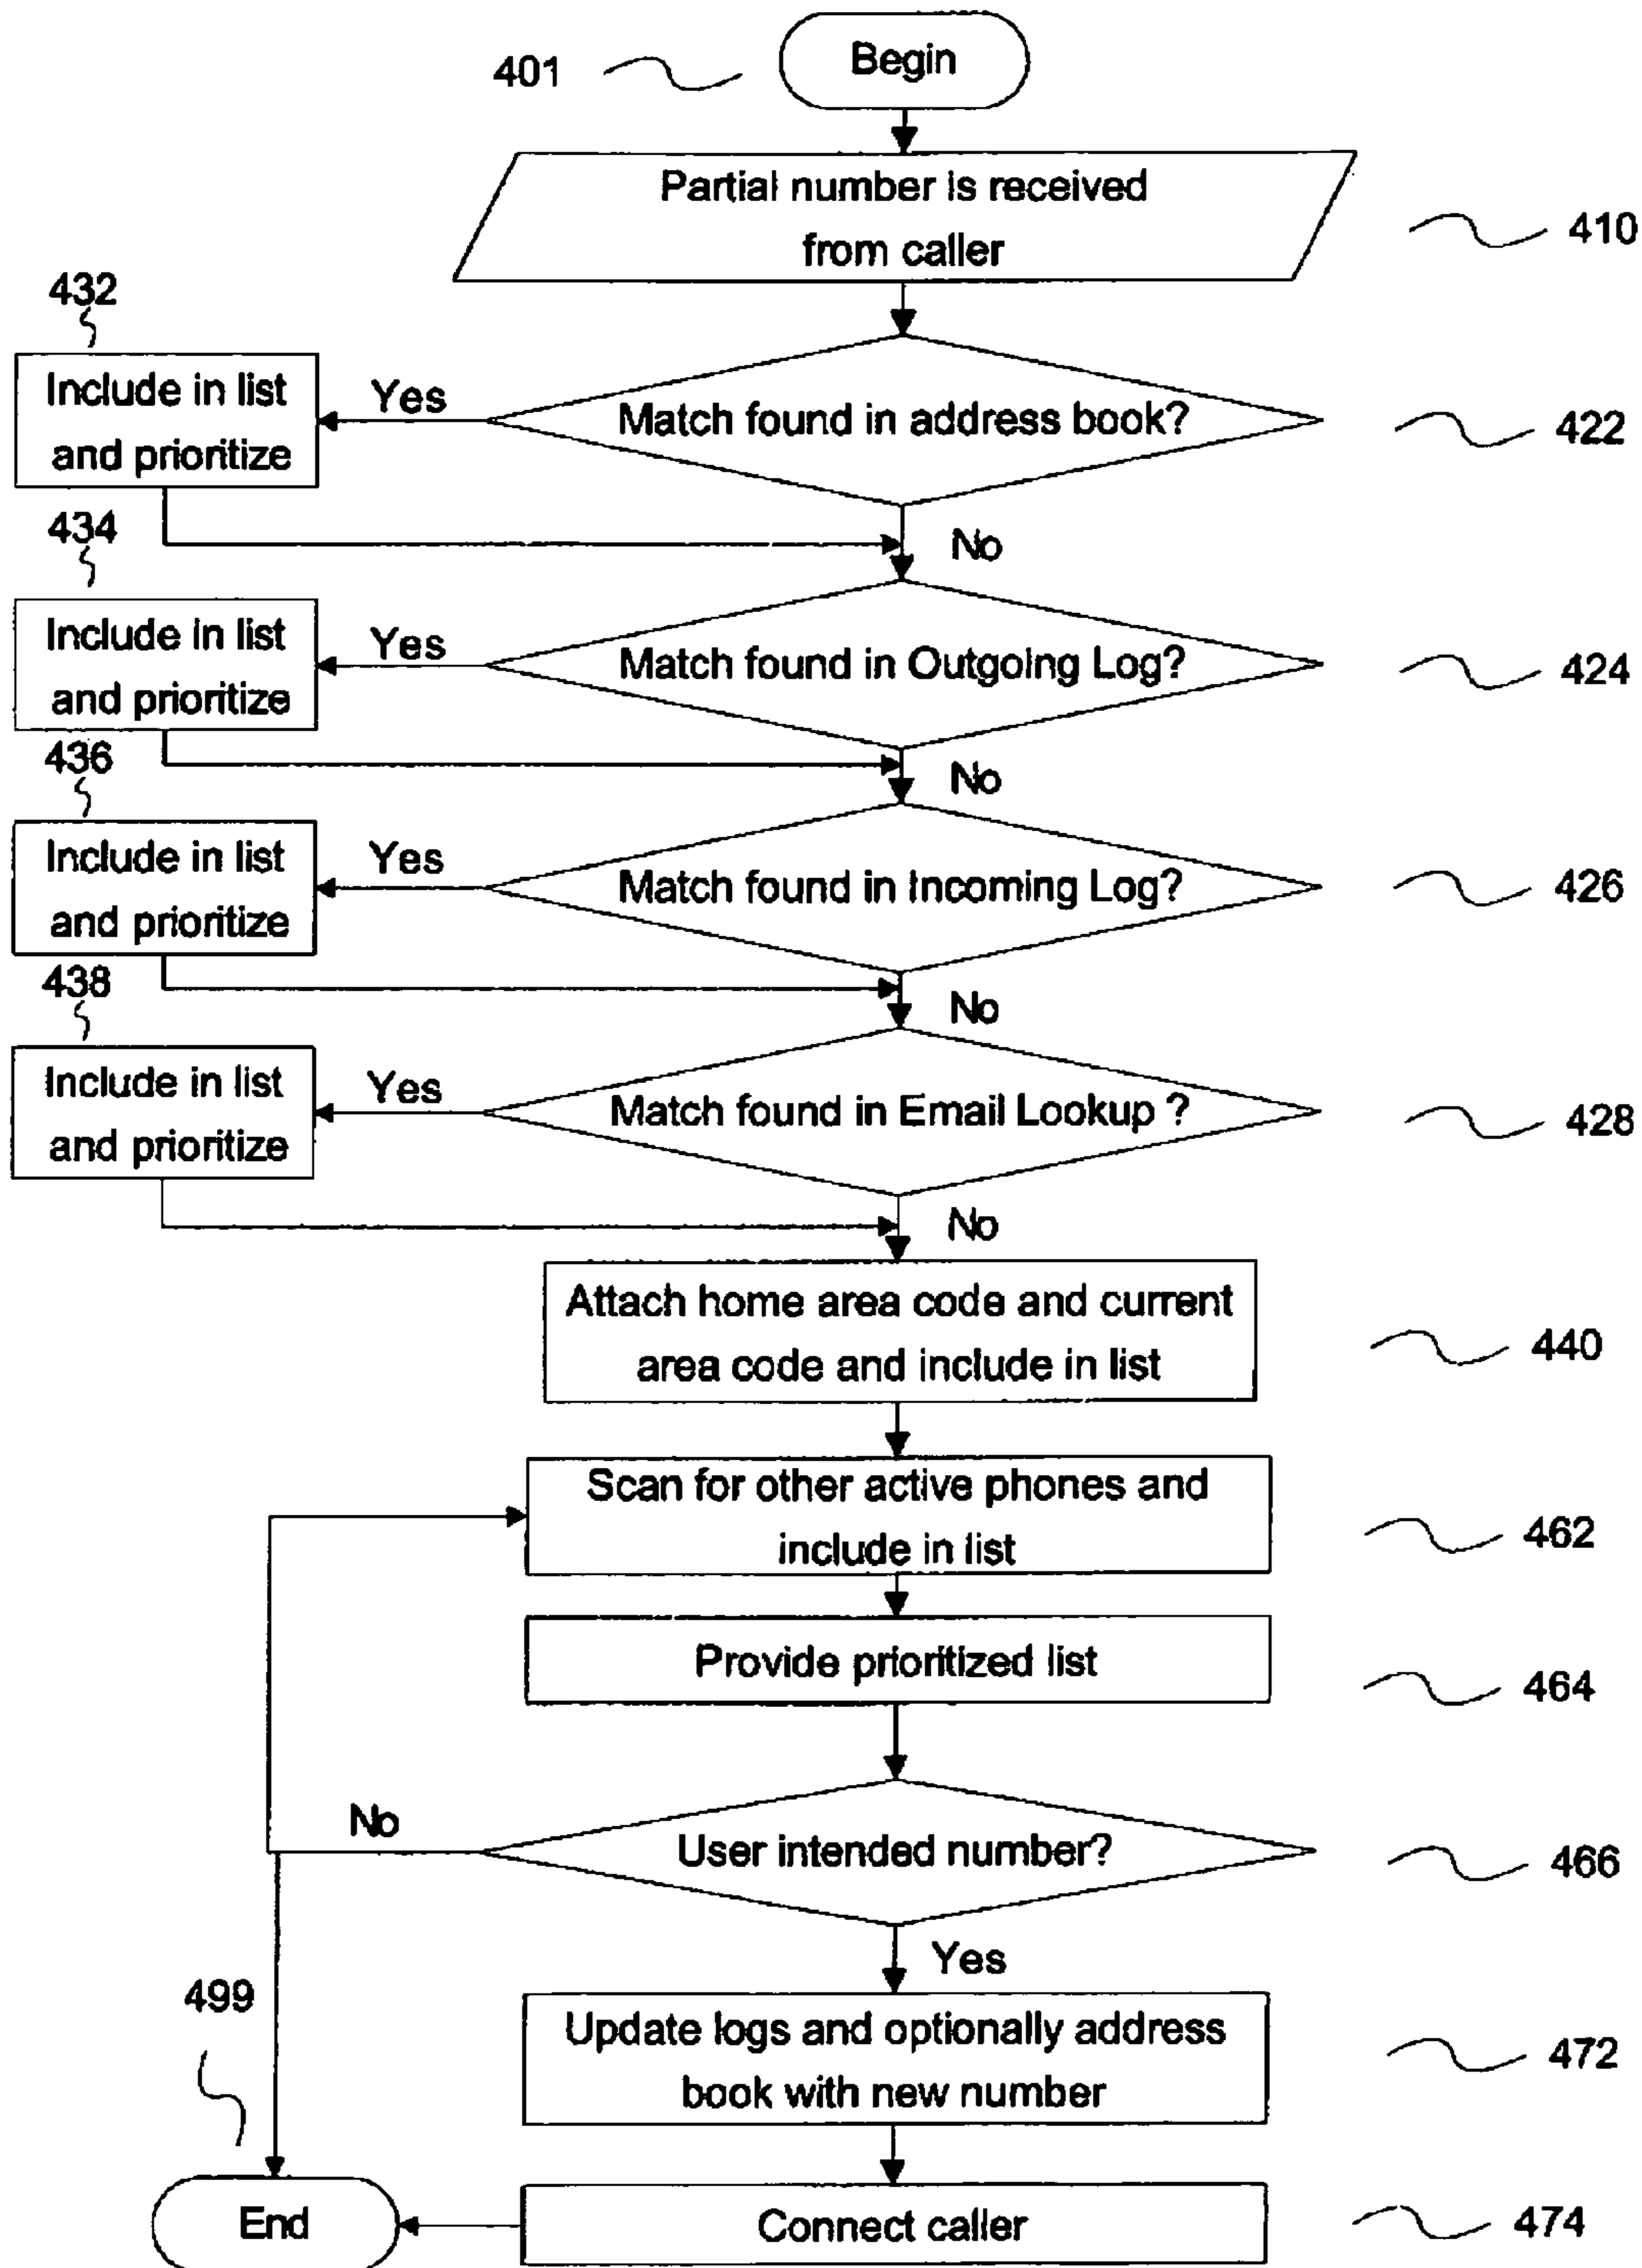 401
Begin
Partial number is received
from caller
410
432
Include in list
and prioritize
Yes
Match found in address book?
422
No
434
Include in list
and prioritize
Yes
Match found in Outgoing Log?
424
No
436
Include in list
and prioritize
Yes
Match found in Incoming Log?
426
No
438
Include in list
and prioritize
Yes
Match found in Email Lookup ?
428
No
Attach home area code and current
area code and include in list
440
Scan for other active phones and
include in list
462
Provide prioritized list
464
No
User intended number?
466
Yes
499
Update logs and optionally address
book with new number
472
End
Connect caller
474